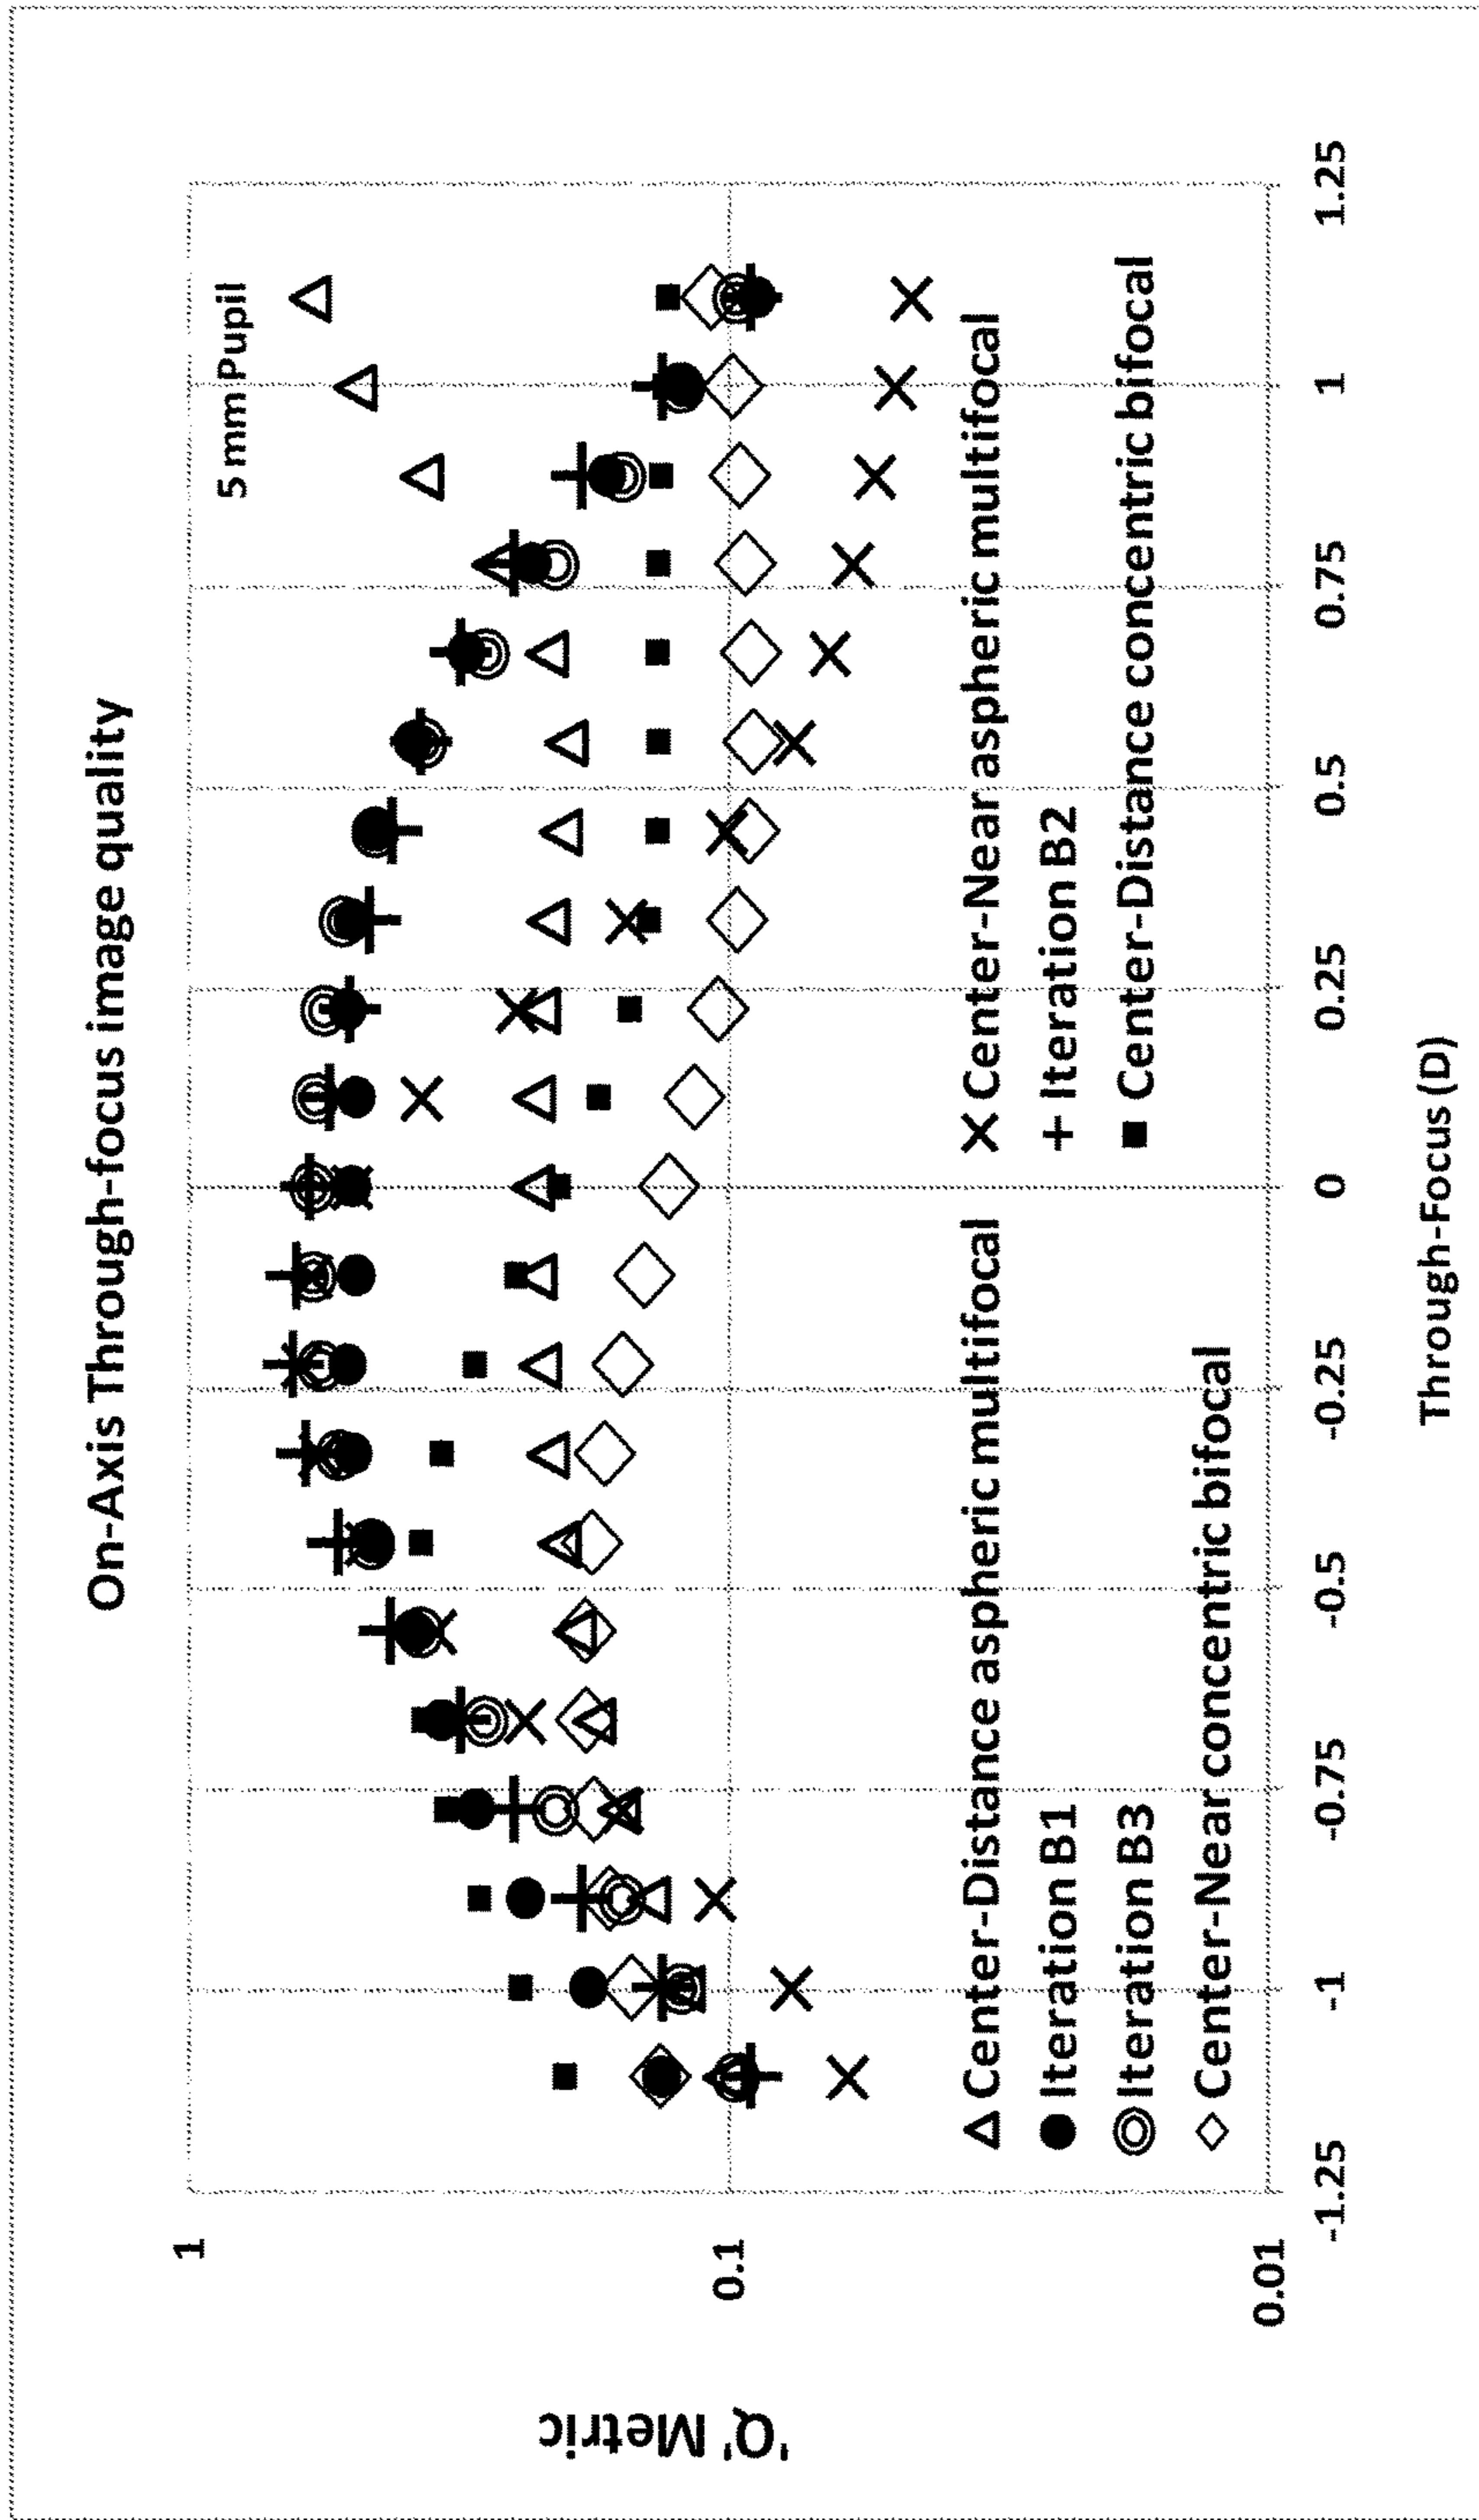 On-Axis Through-focus image quality
5 mm Pupil
'Q' Metric
1
0.1
0.01
Center-Distance aspheric multifocal
Center-Near aspheric multifocal
Iteration B1
Iteration B2
Iteration B3
Center-Distance concentric bifocal
Center-Near concentric bifocal
-1.25 -1 -0.75 -0.5 -0.25 0 0.25 0.5 0.75 1 1.25
Through-Focus (D)